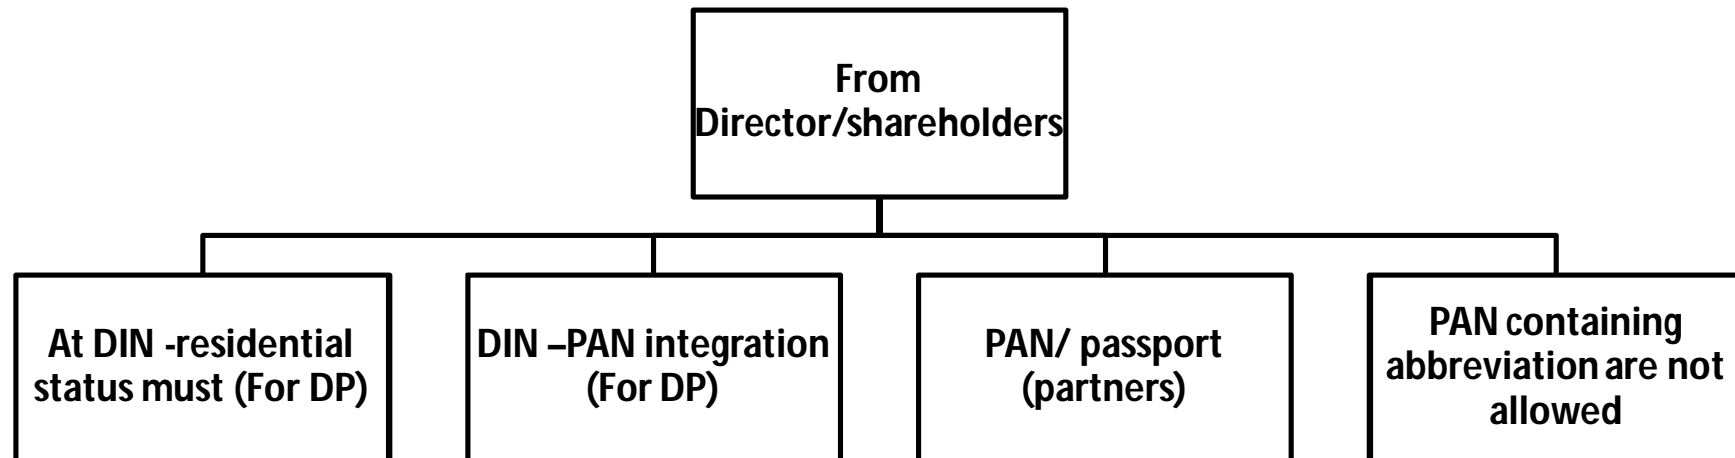 From
Director/shareholders
At DIN -residential
status must (For DP)
DIN –PAN integration
(For DP)
PAN/ passport
(partners)
PAN containing
abbreviation are not
allowed